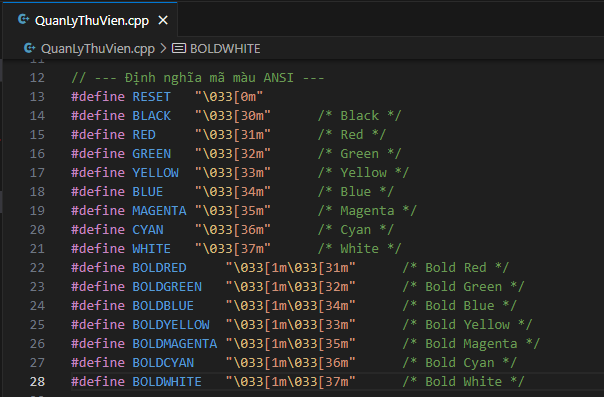 QuanLyThuVien.cpp
QuanLyThuVien.cpp > BOLDWHITE
11
12 // --- Định nghĩa mã màu ANSI ---
13 #define RESET   "\033[0m"
14 #define BLACK   "\033[30m"      /* Black */
15 #define RED     "\033[31m"      /* Red */
16 #define GREEN   "\033[32m"      /* Green */
17 #define YELLOW  "\033[33m"      /* Yellow */
18 #define BLUE    "\033[34m"      /* Blue */
19 #define MAGENTA "\033[35m"      /* Magenta */
20 #define CYAN    "\033[36m"      /* Cyan */
21 #define WHITE   "\033[37m"      /* White */
22 #define BOLDRED     "\033[1m\033[31m"      /* Bold Red */
23 #define BOLDGREEN   "\033[1m\033[32m"      /* Bold Green */
24 #define BOLDBLUE    "\033[1m\033[34m"      /* Bold Blue */
25 #define BOLDYELLOW  "\033[1m\033[33m"      /* Bold Yellow */
26 #define BOLDMAGENTA "\033[1m\033[35m"      /* Bold Magenta */
27 #define BOLDCYAN    "\033[1m\033[36m"      /* Bold Cyan */
28 #define BOLDWHITE   "\033[1m\033[37m"      /* Bold White */